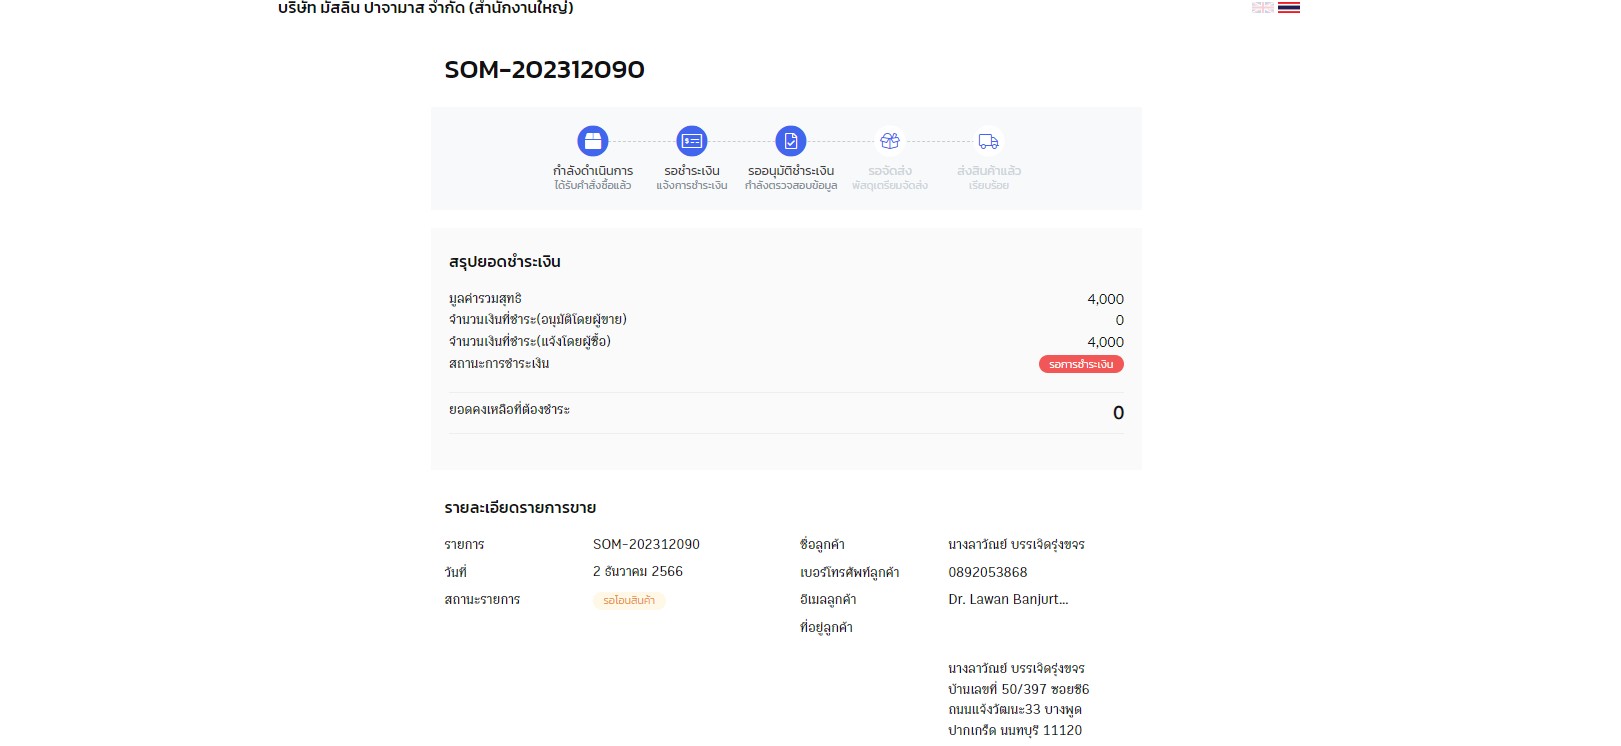 บริษัท มัสลิน ปาจามาส จำกัด (สำนักงานใหญ่)
SOM-202312090
กำลังดำเนินการ รอชำระเงิน รออนุมัติชำระเงิน รอจัดส่ง ส่งสินค้าแล้ว
ได้รับคำสั่งซื้อแล้ว แจ้งการชำระเงิน กำลังตรวจสอบข้อมูล พัสดุเตรียมจัดส่ง เรียบร้อย
สรุปยอดชำระเงิน
มูลค่ารวมสุทธิ 4,000
จำนวนเงินที่ชำระ(อนุมัติโดยผู้ขาย) 0
จำนวนเงินที่ชำระ(แจ้งโดยผู้ซื้อ) 4,000
สถานะการชำระเงิน รอการชำระเงิน
ยอดคงเหลือที่ต้องชำระ 0
รายละเอียดรายการขาย
รายการ SOM-202312090 ชื่อลูกค้า นางลาวัณย์ บรรเจิดรุ่งขจร
วันที่ 2 ธันวาคม 2566 เบอร์โทรศัพท์ลูกค้า 0892053868
สถานะรายการ รอโอนสินค้า อีเมลลูกค้า Dr. Lawan Banjurt...
ที่อยู่ลูกค้า
นางลาวัณย์ บรรเจิดรุ่งขจร
บ้านเลขที่ 50/397 ซอยซี6
ถนนแจ้งวัฒนะ33 บางพูด
ปากเกร็ด นนทบุรี 11120